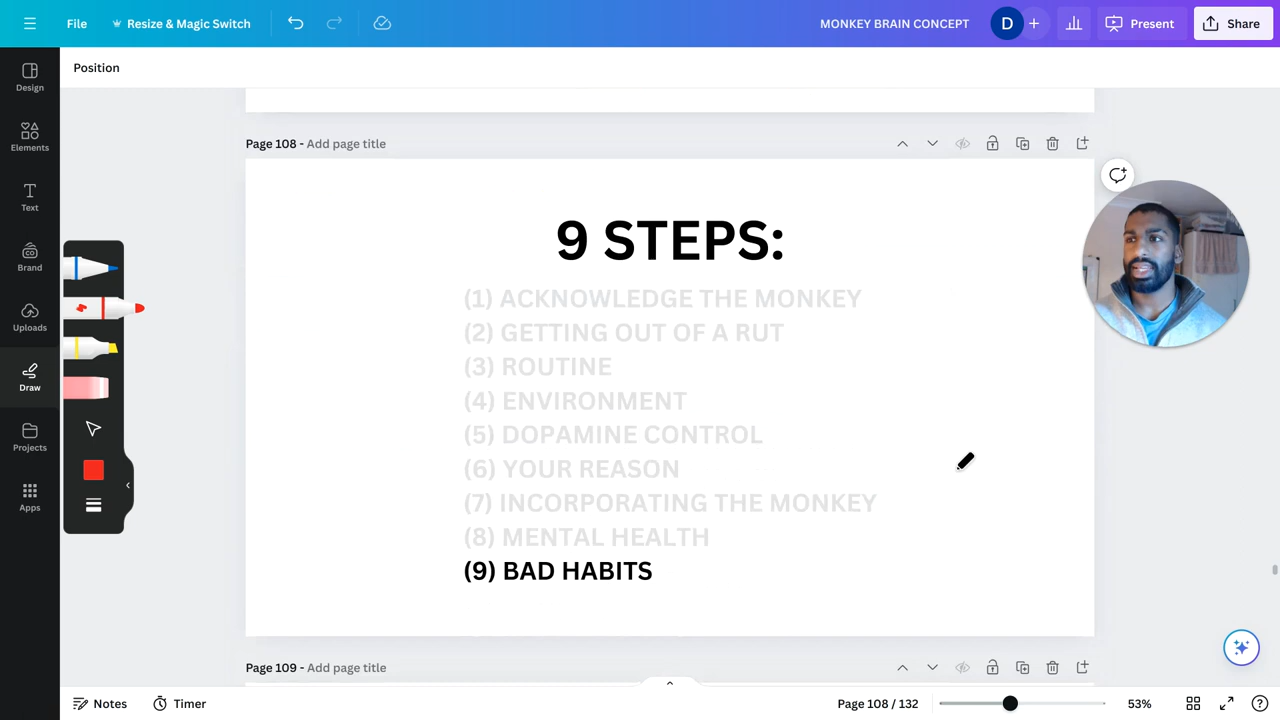 File
Resize & Magic Switch
MONKEY BRAIN CONCEPT
D
Present
Share
Position
Design
Elements
Text
Brand
Uploads
Draw
Projects
Apps
Page 108 - Add page title
9 STEPS:
(1) ACKNOWLEDGE THE MONKEY
(2) GETTING OUT OF A RUT
(3) ROUTINE
(4) ENVIRONMENT
(5) DOPAMINE CONTROL
(6) YOUR REASON
(7) INCORPORATING THE MONKEY
(8) MENTAL HEALTH
(9) BAD HABITS
Page 109 - Add page title
Notes
Timer
Page 108 / 132
53%